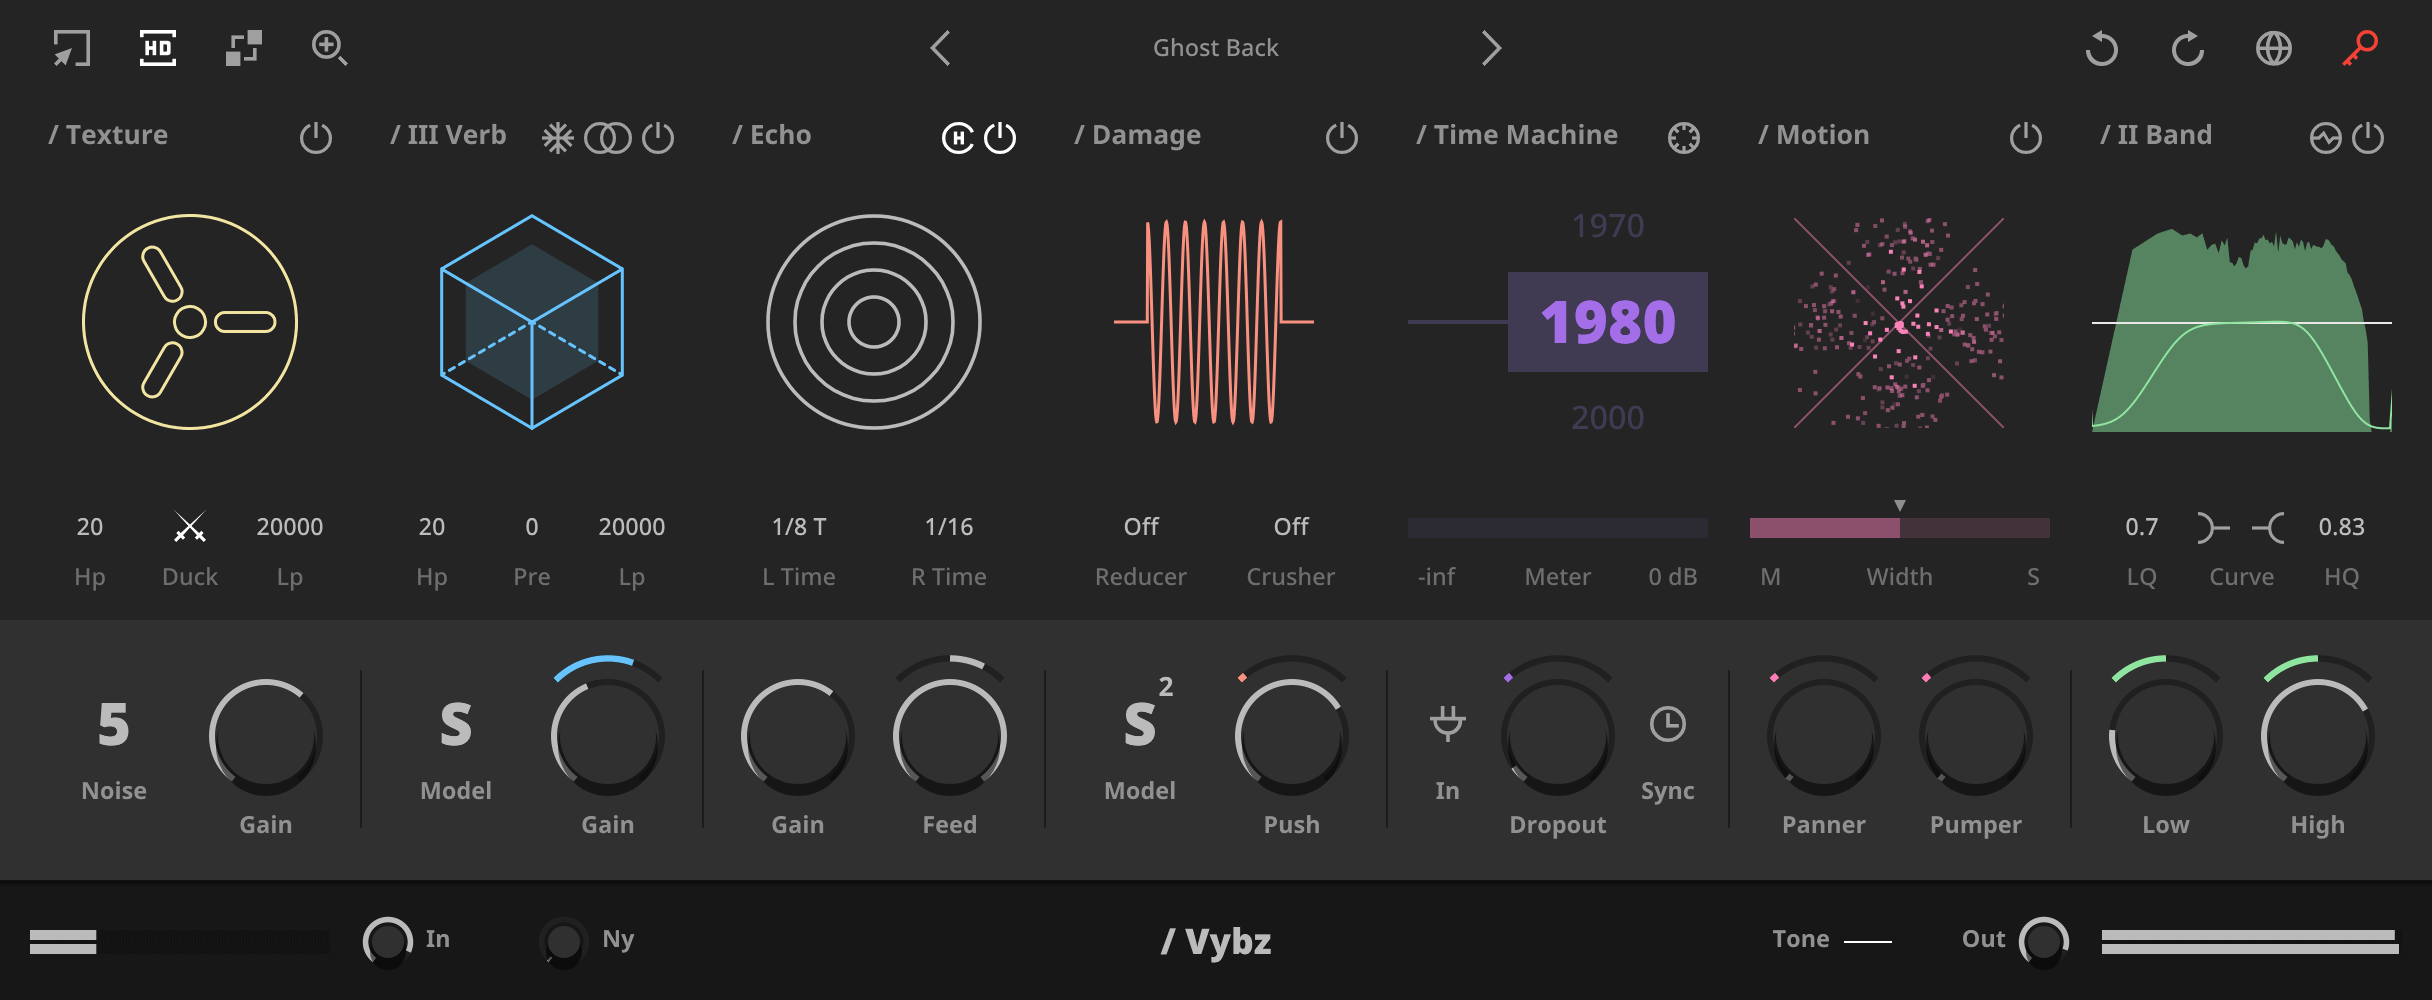 HD
Ghost Back
/ Texture
/ III Verb
/ Echo
H
/ Damage
/ Time Machine
/ Motion
/ II Band
1970
1980
2000
20
20000
Hp
Duck
Lp
20
0
20000
Hp
Pre
Lp
1/8 T
1/16
L Time
R Time
Off
Off
Reducer
Crusher
-inf
Meter
0 dB
M
Width
S
0.7
0.83
LQ
Curve
HQ
5
Noise
Gain
S
Model
Gain
Gain
Feed
S2
Model
Push
In
Dropout
Sync
Panner
Pumper
Low
High
In
Ny
/ Vybz
Tone
Out